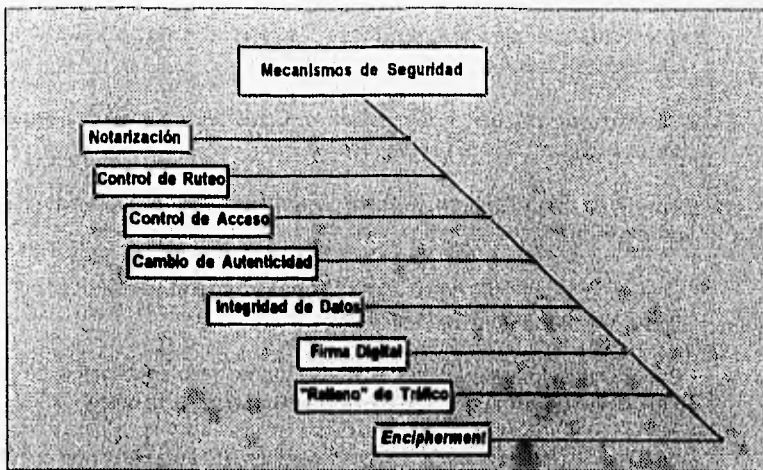 Mecanismos de Seguridad
Notarización
Control de Ruteo
Control de Acceso
Cambio de Autenticidad
Integridad de Datos
Firma Digital
"Relleno" de Tráfico
Encipherment